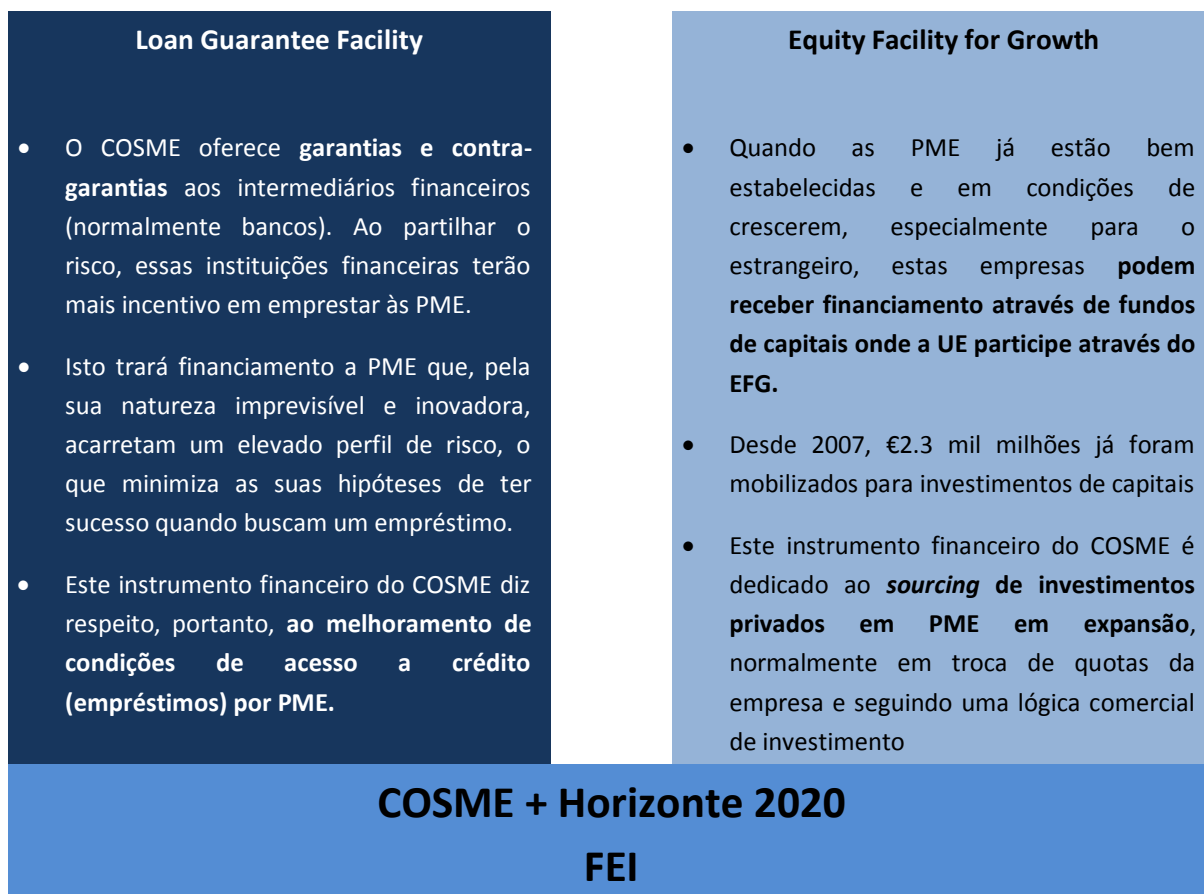 Loan Guarantee Facility
• O COSME oferece garantias e contra-
garantias aos intermediários financeiros
(normalmente bancos). Ao partilhar o
risco, essas instituições financeiras terão
mais incentivo em emprestar às PME.
• Isto trará financiamento a PME que, pela
sua natureza imprevisível e inovadora,
acarretam um elevado perfil de risco, o
que minimiza as suas hipóteses de ter
sucesso quando buscam um empréstimo.
• Este instrumento financeiro do COSME diz
respeito, portanto, ao melhoramento de
condições de acesso a crédito
(empréstimos) por PME.
Equity Facility for Growth
• Quando as PME já estão bem
estabelecidas e em condições de
crescerem, especialmente para o
estrangeiro, estas empresas podem
receber financiamento através de fundos
de capitais onde a UE participe através do
EFG.
• Desde 2007, €2.3 mil milhões já foram
mobilizados para investimentos de capitais
• Este instrumento financeiro do COSME é
dedicado ao sourcing de investimentos
privados em PME em expansão,
normalmente em troca de quotas da
empresa e seguindo uma lógica comercial
de investimento
COSME + Horizonte 2020
FEI